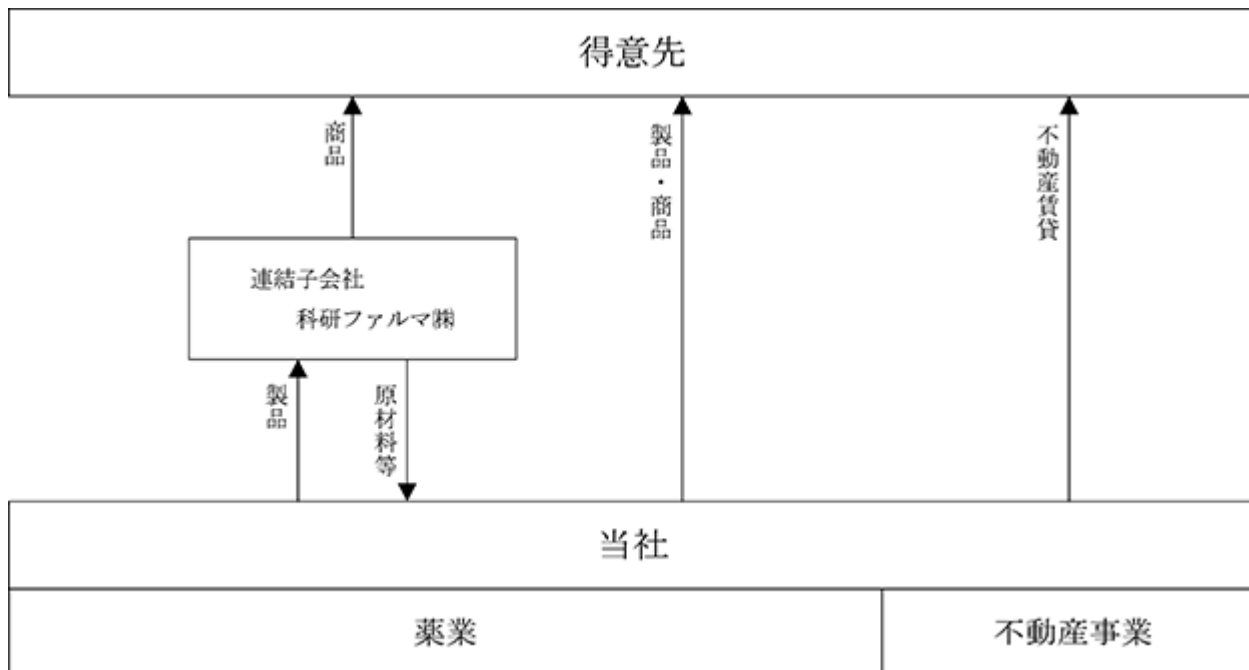 得意先
商品
製品・商品
不動産賃貸
連結子会社
科研ファルマ㈱
製品
原材料等
当社
薬業
不動産事業